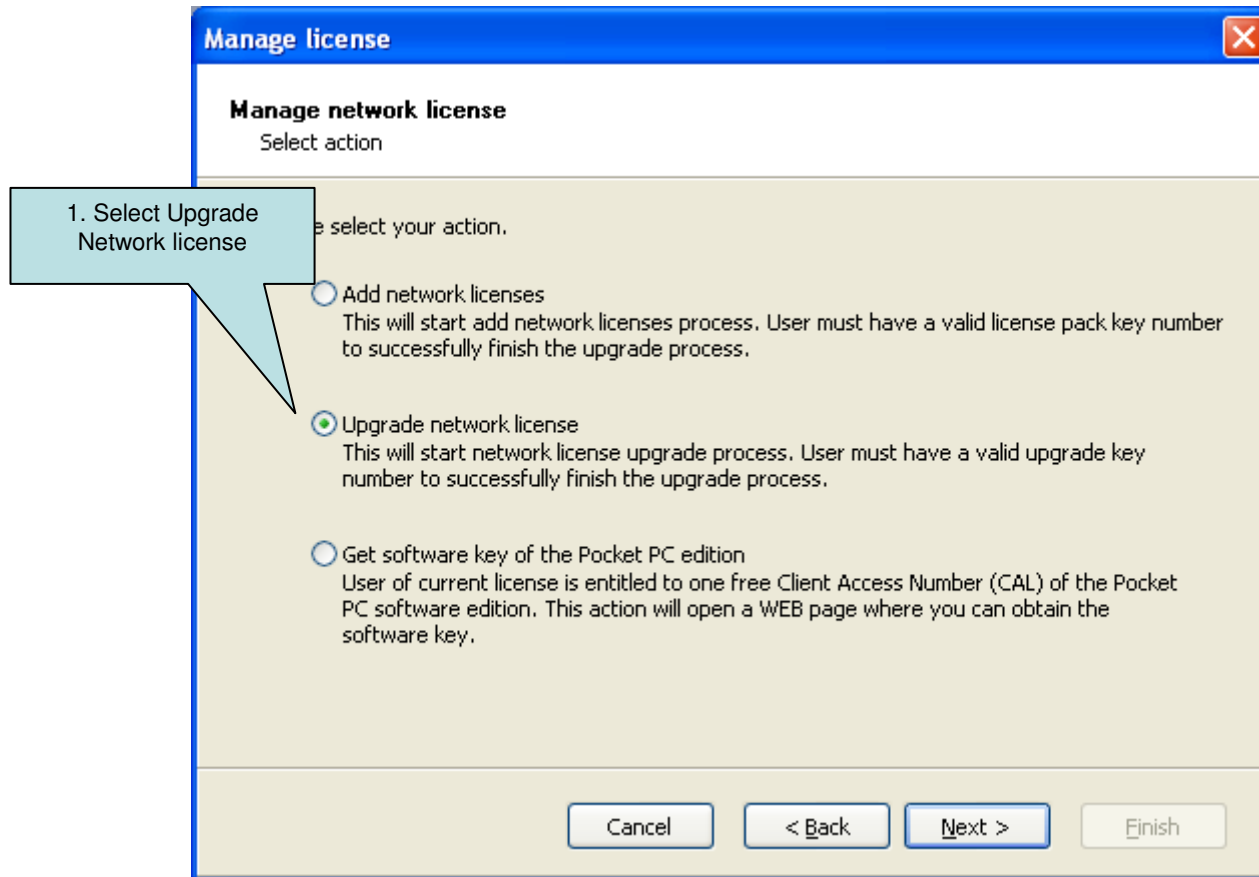 Manage license
Manage network license
Select action
1. Select Upgrade
Network license
e select your action.
Add network licenses
This will start add network licenses process. User must have a valid license pack key number
to successfully finish the upgrade process.
Upgrade network license
This will start network license upgrade process. User must have a valid upgrade key
number to successfully finish the upgrade process.
Get software key of the Pocket PC edition
User of current license is entitled to one free Client Access Number (CAL) of the Pocket
PC software edition. This action will open a WEB page where you can obtain the
software key.
Cancel
< Back
Next >
Finish